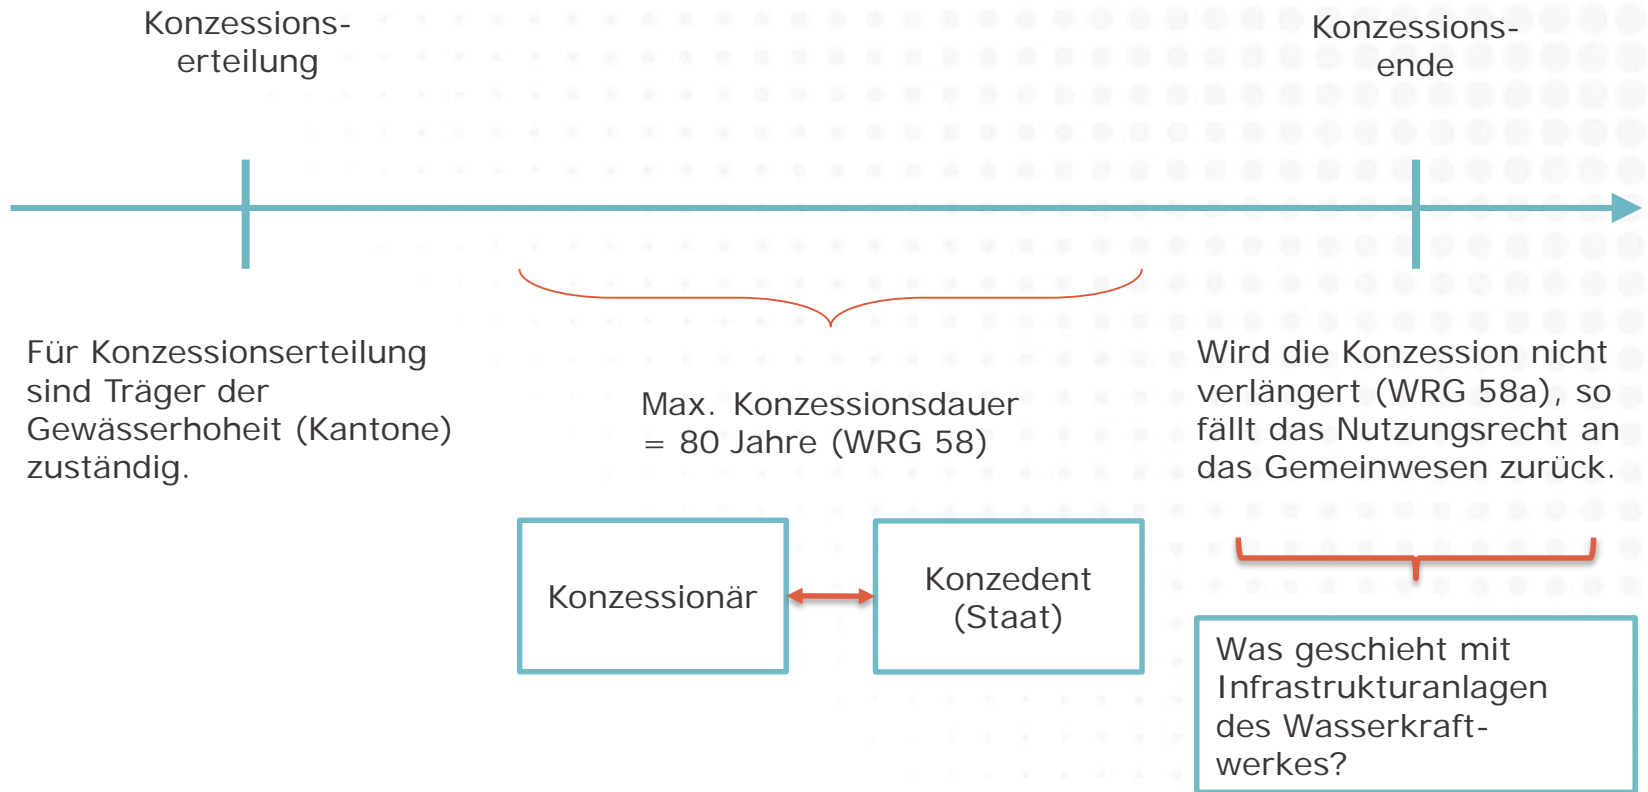 Konzessions-
erteilung
Konzessions-
ende
Für Konzessionserteilung
sind Träger der
Gewässerhoheit (Kantone)
zuständig.
Max. Konzessionsdauer
= 80 Jahre (WRG 58)
Wird die Konzession nicht
verlängert (WRG 58a), so
fällt das Nutzungsrecht an
das Gemeinwesen zurück.
Konzessionär
Konzedent
(Staat)
Was geschieht mit
Infrastrukturanlagen
des Wasserkraft-
werkes?